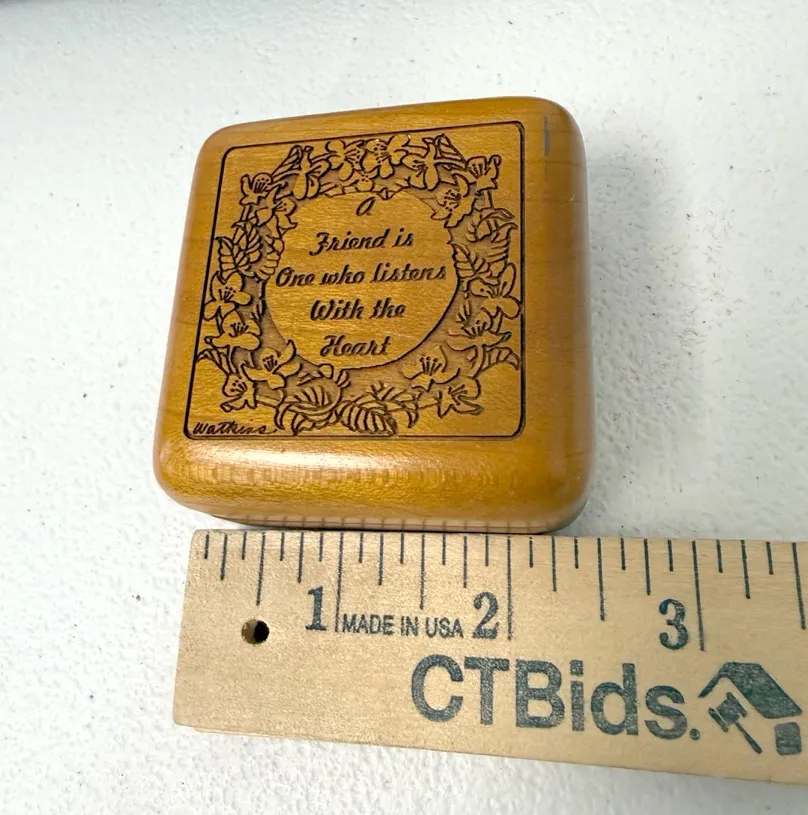 a
Friend is
One who listens
With the
Heart
Watkins
1 MADE IN USA 2 3
CTBids.